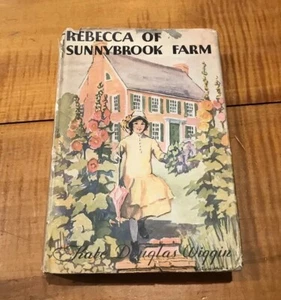 REBECCA OF
SUNNYBROOK FARM
Kate Douglas Wiggin